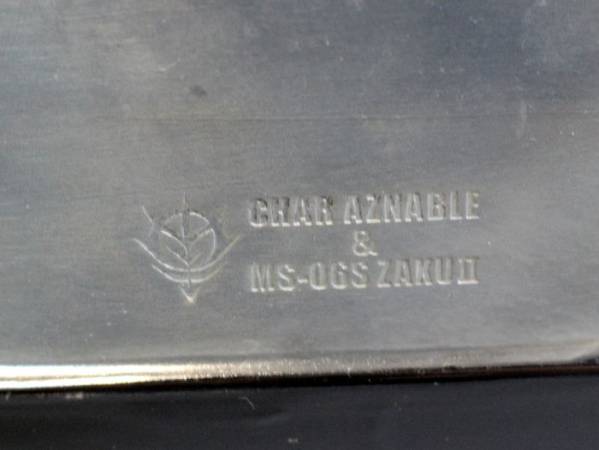 CHAR AZNABLE
&
MS-06S ZAKU II